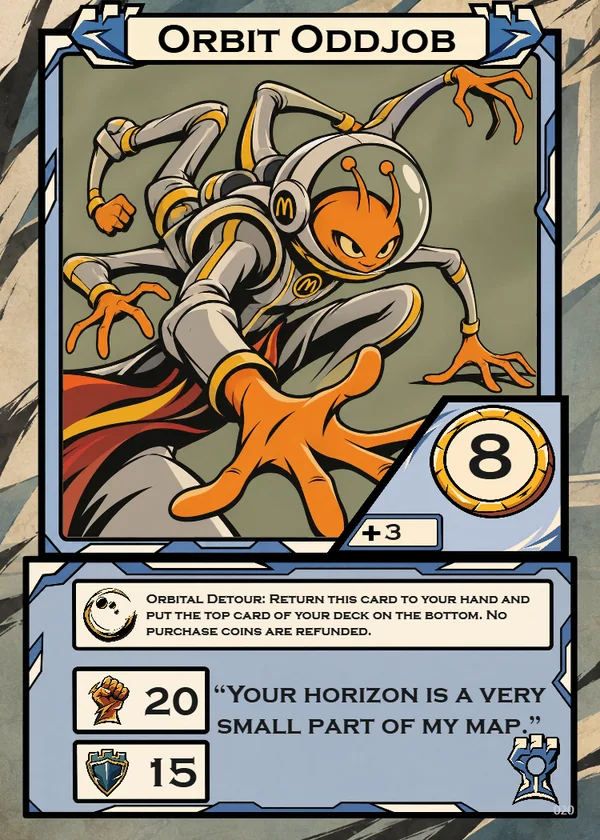 Orbit Oddjob
M
M
8
+3
Orbital Detour: Return this card to your hand and
put the top card of your deck on the bottom. No
purchase coins are refunded.
20
“Your horizon is a very
small part of my map.”
15
020